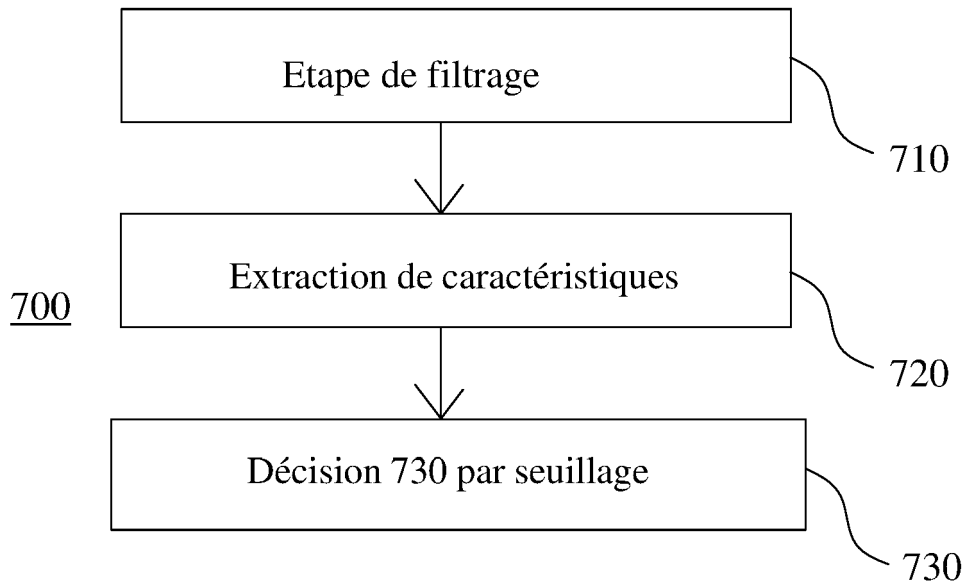 Etape de filtrage
710
Extraction de caractéristiques
700
720
Décision 730 par seuillage
730